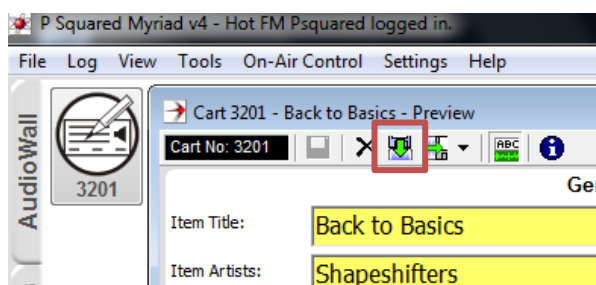 P Squared Myriad v4 - Hot FM Psquared logged in.
File Log View Tools On-Air Control Settings Help
AudioWall
3201
Cart 3201 - Back to Basics - Preview
Cart No: 3201
ABC
Item Title:
Back to Basics
Item Artists:
Shapeshifters